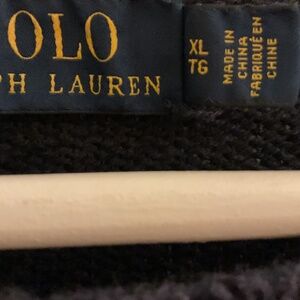 OLO
PH LAUREN
XL
TG
MADE IN
CHINA
FABRIQUÉ EN
CHINE